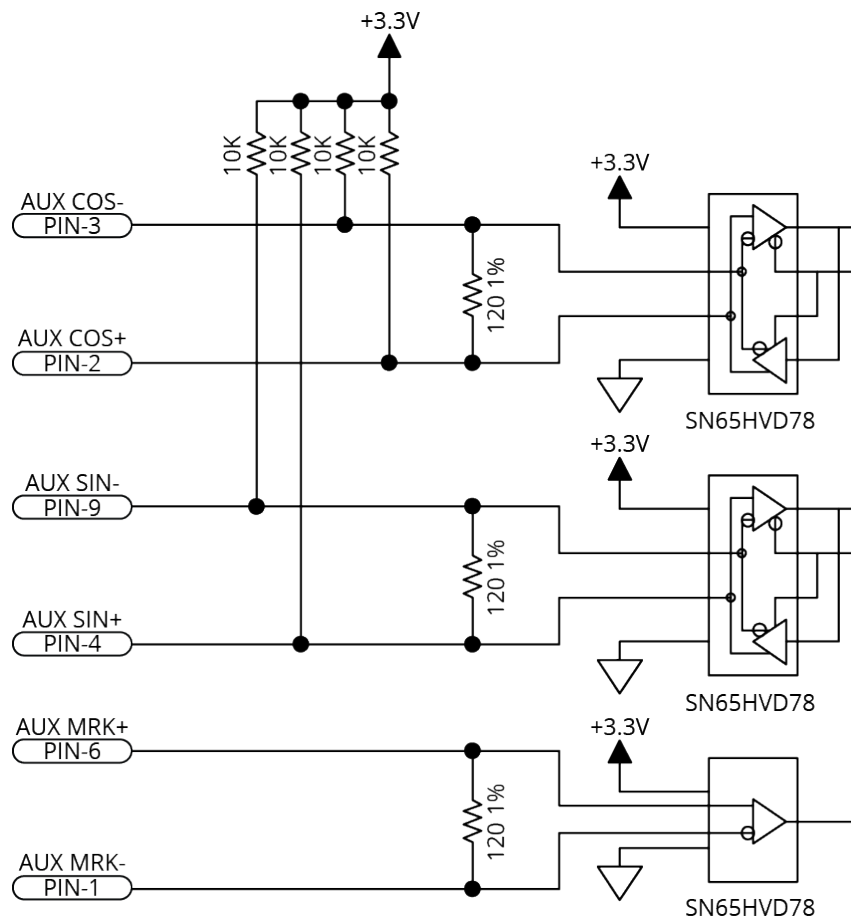 +3.3V
10K
10K
10K
10K
+3.3V
AUX COS-
PIN-3
120 1%
AUX COS+
PIN-2
SN65HVD78
+3.3V
AUX SIN-
PIN-9
120 1%
AUX SIN+
PIN-4
SN65HVD78
AUX MRK+
+3.3V
PIN-6
120 1%
AUX MRK-
PIN-1
SN65HVD78